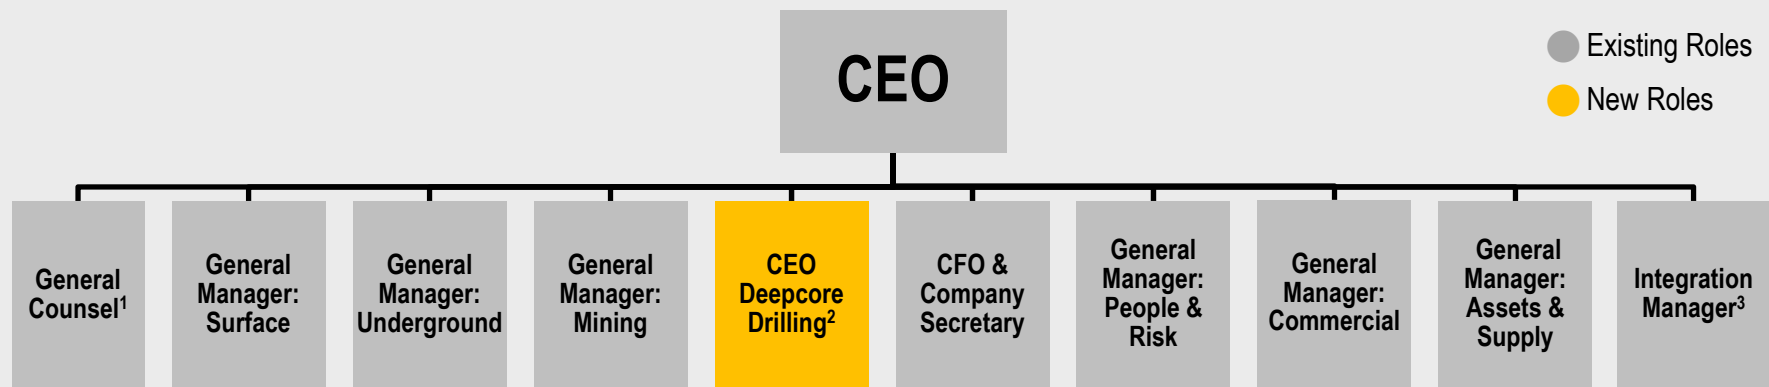 CEO
Existing Roles
New Roles
General
Counsel1
General
Manager:
Surface
General
Manager:
Underground
General
Manager:
Mining
CEO
Deepcore
Drilling2
CFO &
Company
Secretary
General
Manager:
People &
Risk
General
Manager:
Commercial
General
Manager:
Assets &
Supply
Integration
Manager3